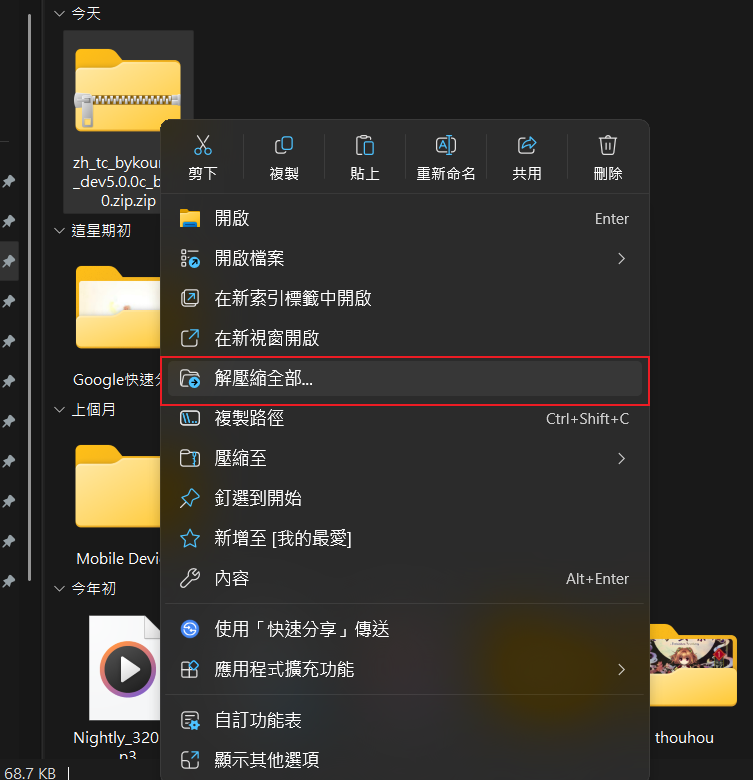 今天
zh_tc_bykour
_dev5.0.0c_b
0.zip.zip
剪下
複製
貼上
重新命名
共用
刪除
這星期初
開啟
Enter
開啟檔案
在新索引標籤中開啟
在新視窗開啟
Google快速分
解壓縮全部...
上個月
複製路徑
Ctrl+Shift+C
壓縮至
釘選到開始
新增至 [我的最愛]
Mobile Devi
今年初
內容
Alt+Enter
使用「快速分享」傳送
應用程式擴充功能
自訂功能表
Nightly_320
p3
thouhou
顯示其他選項
68.7 KB